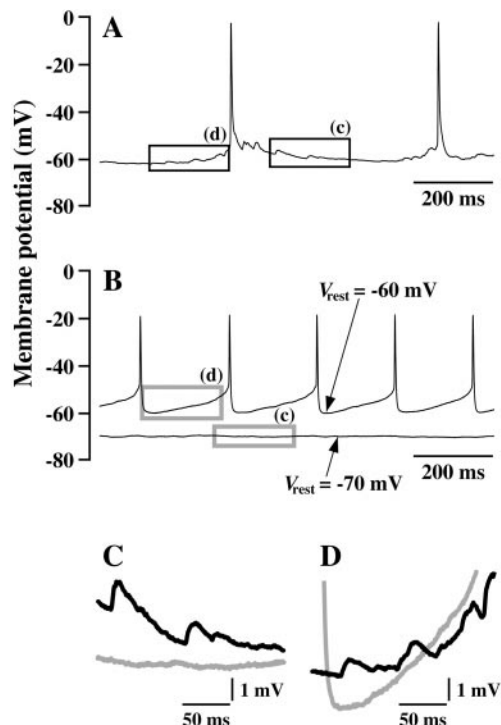 A
0
-20
-40
-60
-80
(d)
(c)
200 ms
Membrane potential (mV)
B
0
-20
-40
-60
-80
Vrest = -60 mV
(d)
(c)
Vrest = -70 mV
200 ms
C
1 mV
50 ms
D
1 mV
50 ms